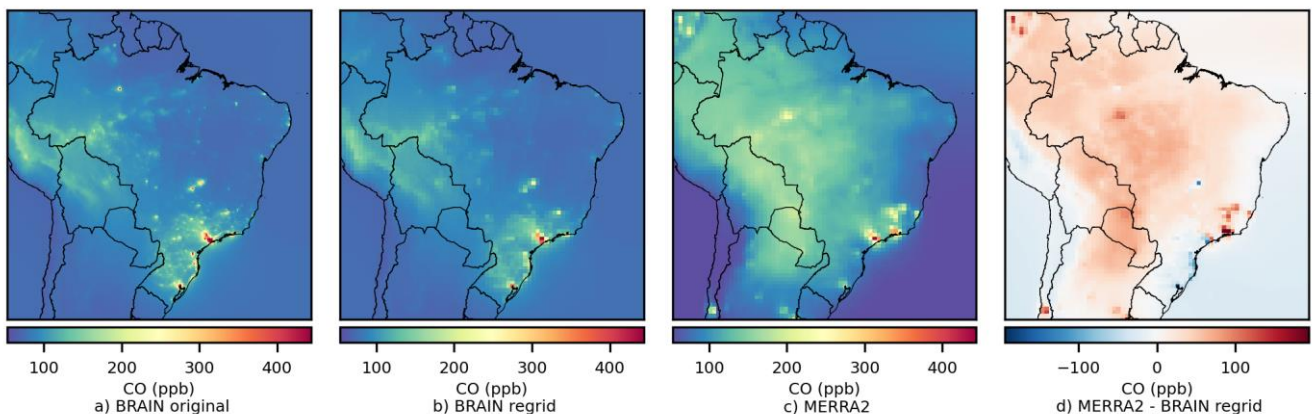 100 200 300 400
CO (ppb)
a) BRAIN original
100 200 300 400
CO (ppb)
b) BRAIN regrid
100 200 300 400
CO (ppb)
c) MERRA2
−100 0 100
CO (ppb)
d) MERRA2 - BRAIN regrid